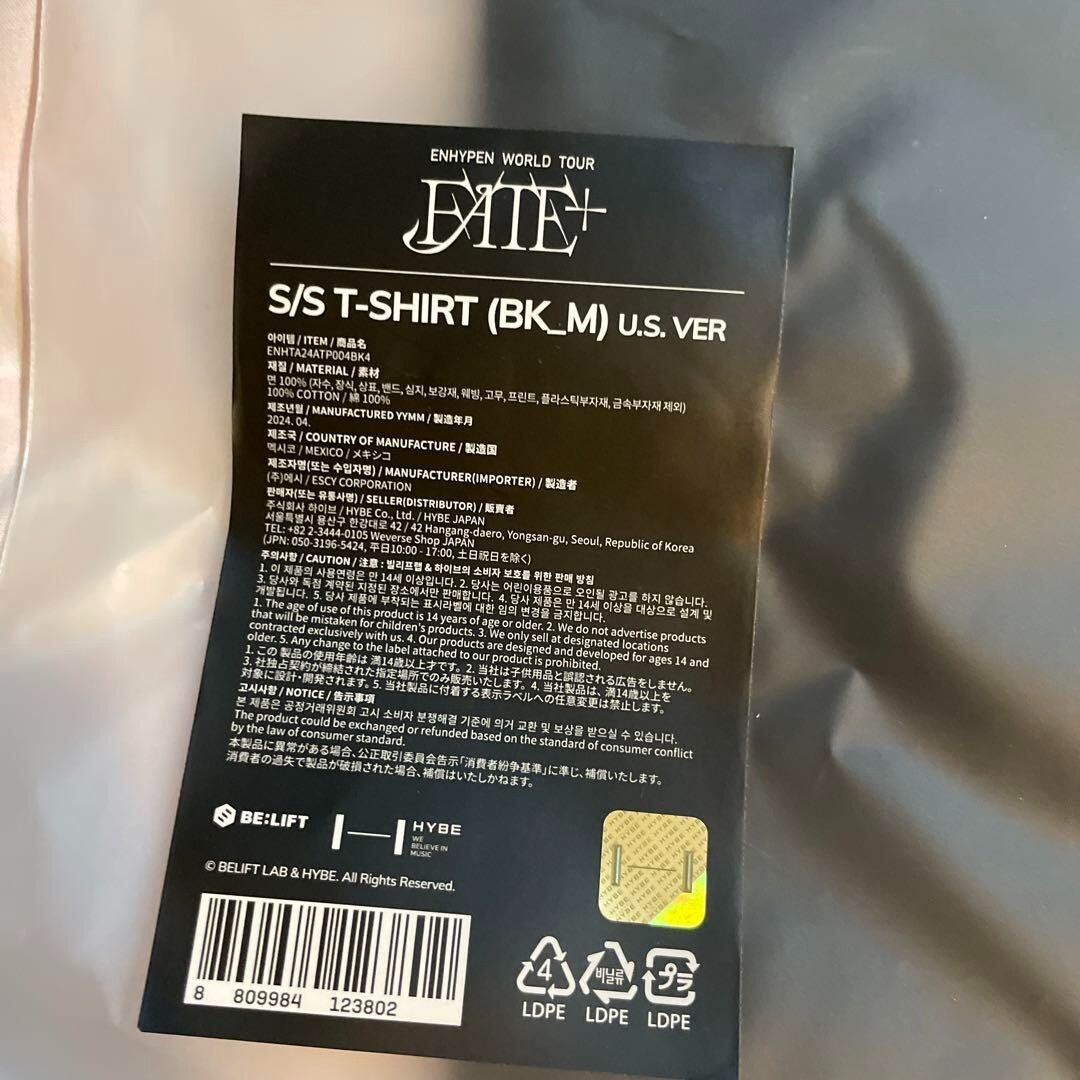 ENHYPEN WORLD TOUR
FATE+
S/S T-SHIRT (BK_M) U.S. VER
아이템 / ITEM / 商品名
ENHTA24ATP004BK4
재질 / MATERIAL / 素材
면 100% (자수, 장식, 상표, 밴드, 심지, 보강재, 웨빙, 고무, 프린트, 플라스틱부자재, 금속부자재 제외)
100% COTTON / 綿 100%
제조년월 / MANUFACTURED YYMM / 製造年月
2024. 04.
제조국 / COUNTRY OF MANUFACTURE / 製造国
멕시코 / MEXICO / メキシコ
제조자명(또는 수입자명) / MANUFACTURER(IMPORTER) / 製造者
(주)에시 / ESCY CORPORATION
판매자(또는 유통사명) / SELLER(DISTRIBUTOR) / 販賣者
주식회사 하이브 / HYBE Co., Ltd. / HYBE JAPAN
서울특별시 용산구 한강대로 42 / 42 Hangang-daero, Yongsan-gu, Seoul, Republic of Korea
TEL: +82 2-3444-0105 Weverse Shop JAPAN
(JPN: 050-3196-5424, 平日10:00 - 17:00, 土日祝日を除く)
주의사항 / CAUTION / 注意 : 빌리프랩 & 하이브의 소비자 보호를 위한 판매 방침
1. 이 제품의 사용연령은 만 14세 이상입니다. 2. 당사는 어린이용품으로 오인될 광고를 하지 않습니다.
3. 당사와 독점 계약된 지정된 장소에서만 판매합니다. 4. 당사 제품은 만 14세 이상을 대상으로 설계 및
개발됩니다. 5. 당사 제품에 부착되는 표시라벨에 대한 임의 변경을 금지합니다.
1. The age of use of this product is 14 years of age or older. 2. We do not advertise products
that will be mistaken for children's products. 3. We only sell at designated locations
contracted exclusively with us. 4. Our products are designed and developed for ages 14 and
older. 5. Any change to the label attached to our product is prohibited.
1. この 製品の使用年齢は 満14歳以上才です。 2. 当社は子供用品と誤認される広告をしません。
3. 社独占契約が締結された指定場所でのみ販売いたします。 4. 当社製品は、満14歳以上を
対象に設計・開発されます。 5. 当社製品に付着する表示ラベルへの任意変更は禁止します。
고시사항 / NOTICE / 告示事項
본 제품은 공정거래위원회 고시 소비자 분쟁해결 기준에 의거 교환 및 보상을 받으실 수 있습니다.
The product could be exchanged or refunded based on the standard of consumer conflict
by the law of consumer standard.
本製品に異常がある場合、公正取引委員会告示「消費者紛争基準」に準じ、補償いたします。
消費者の過失で製品が破損された場合、補償はいたしかねます。
BE:LIFT
HYBE
WE
BELIEVE IN
MUSIC
© BELIFT LAB & HYBE. All Rights Reserved.
8 809984 123802
4
비닐류
プラ
LDPE LDPE LDPE